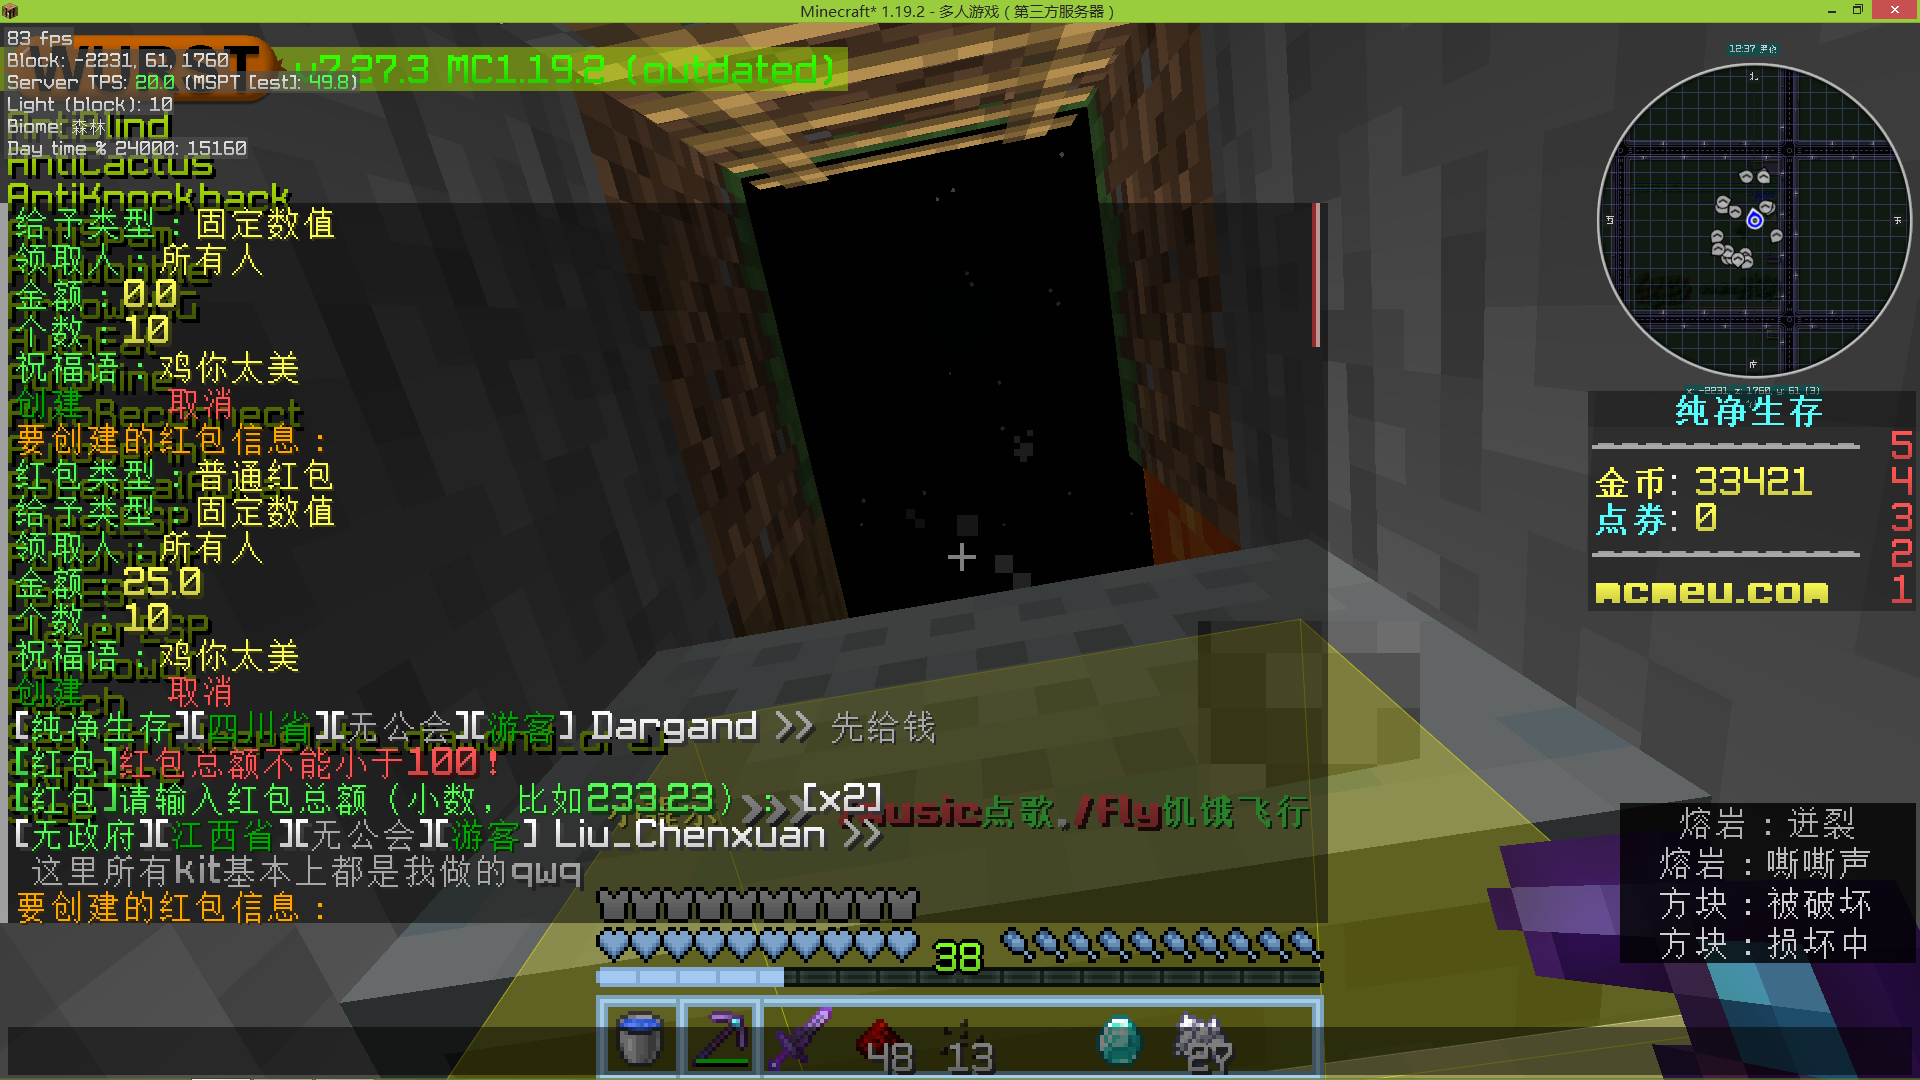 Minecraft* 1.19.2 - 多人游戏（第三方服务器）
83 fps
Block: -2231, 61, 1760
v7.27.3 MC1.19.2 (outdated)
Server TPS: 20.0 (MSPT [est]: 49.8)
Light (block): 10
Biome: 森林
Day time % 24000: 15160
AntiCactus
AntiKnockback
给予类型：固定数值
领取人：所有人
金额：0.0
个数：10
祝福语：鸡你太美
创建 取消
要创建的红包信息：
红包类型：普通红包
给予类型：固定数值
领取人：所有人
金额：25.0
个数：10
祝福语：鸡你太美
创建 取消
[纯净生存][四川省][无公会][游客] Dargand >> 先给钱
[红包]红包总额不能小于100!
[红包]请输入红包总额（小数，比如233.23）： [x2]
/music点歌./fly饥饿飞行
[无政府][江西省][无公会][游客] Liu_Chenxuan >>
这里所有kit基本上都是我做的qwq
要创建的红包信息：
38
48
13
27
12:37
北
x: -2231, z: 1760, y: 61 (3)
纯净生存
5
金币: 33421
4
点券: 0
3
2
mcmeu.com
1
熔岩：迸裂
熔岩：嘶嘶声
方块：被破坏
方块：损坏中